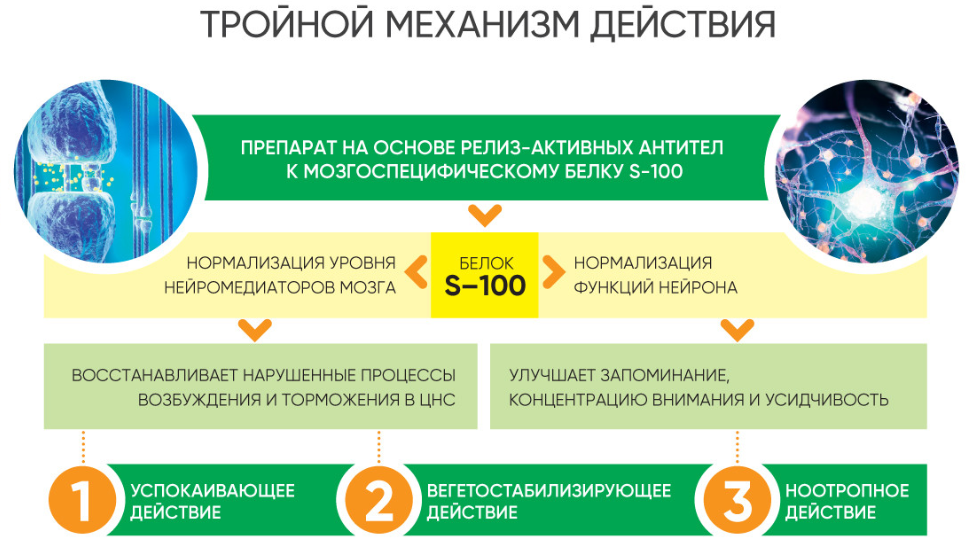 ТРОЙНОЙ МЕХАНИЗМ ДЕЙСТВИЯ
ПРЕПАРАТ НА ОСНОВЕ РЕЛИЗ-АКТИВНЫХ АНТИТЕЛ
К МОЗГОСПЕЦИФИЧЕСКОМУ БЕЛКУ S-100
НОРМАЛИЗАЦИЯ УРОВНЯ
НЕЙРОМЕДИАТОРОВ МОЗГА
БЕЛОК
S–100
НОРМАЛИЗАЦИЯ
ФУНКЦИЙ НЕЙРОНА
ВОССТАНАВЛИВАЕТ НАРУШЕННЫЕ ПРОЦЕССЫ
ВОЗБУЖДЕНИЯ И ТОРМОЖЕНИЯ В ЦНС
УЛУЧШАЕТ ЗАПОМИНАНИЕ,
КОНЦЕНТРАЦИЮ ВНИМАНИЯ И УСИДЧИВОСТЬ
1
УСПОКАИВАЮЩЕЕ
ДЕЙСТВИЕ
2
ВЕГЕТОСТАБИЛИЗИРУЮЩЕЕ
ДЕЙСТВИЕ
3
НООТРОПНОЕ
ДЕЙСТВИЕ